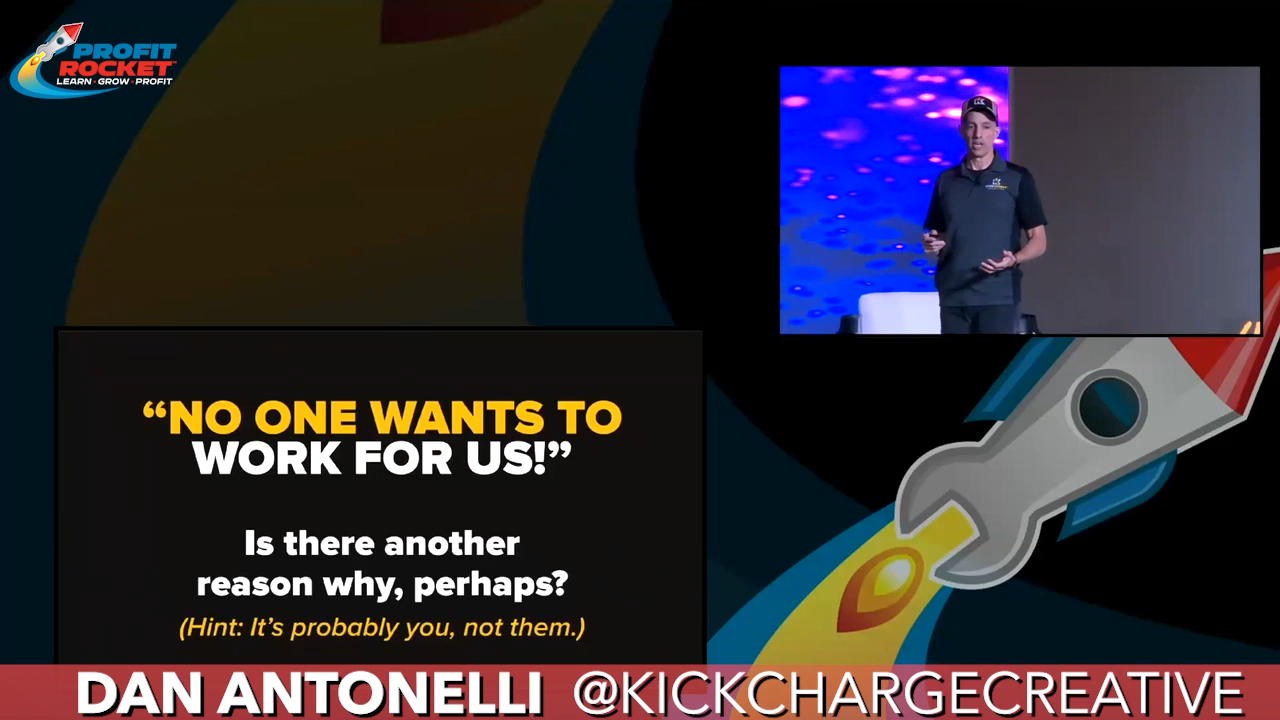 PROFIT
ROCKET
LEARN · GROW · PROFIT
“NO ONE WANTS TO
WORK FOR US!”
Is there another
reason why, perhaps?
(Hint: It’s probably you, not them.)
DAN ANTONELLI @KICKCHARGECREATIVE